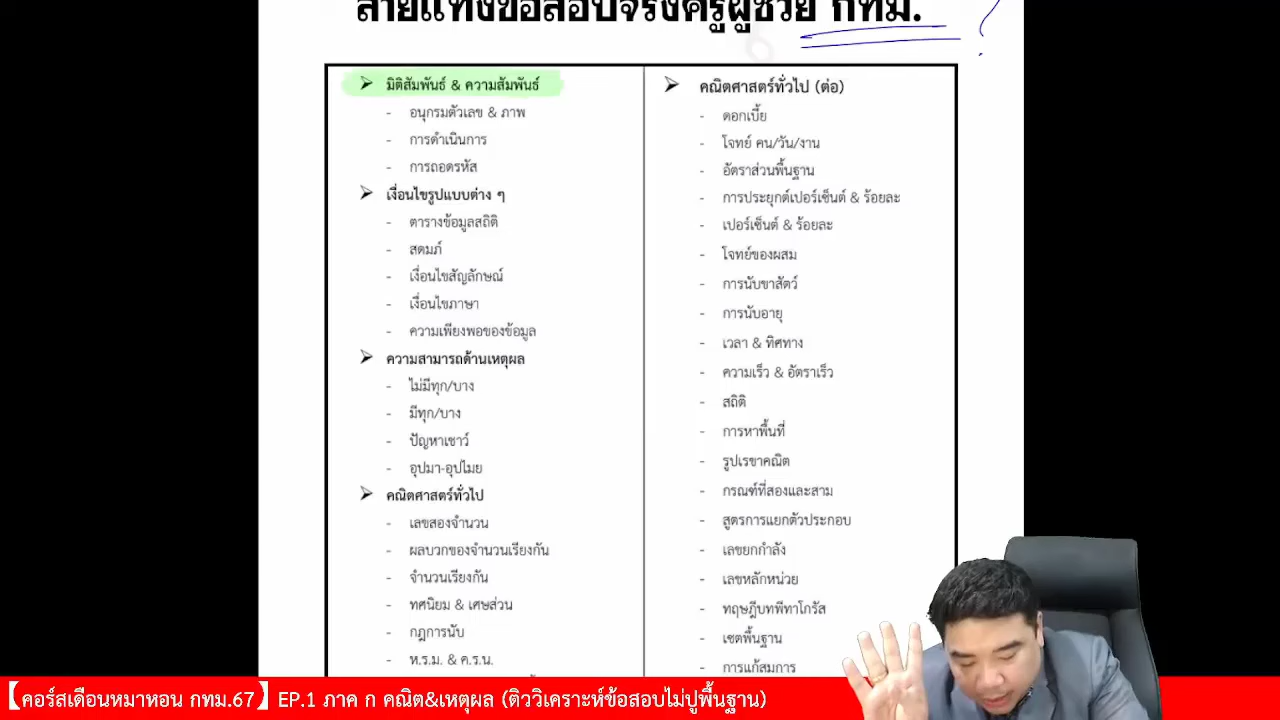 ลายแทงข้อสอบจริงครูผู้ช่วย กทม.
➢ มิติสัมพันธ์ & ความสัมพันธ์
- อนุกรมตัวเลข & ภาพ
- การดำเนินการ
- การถอดรหัส
➢ เงื่อนไขรูปแบบต่าง ๆ
- ตารางข้อมูลสถิติ
- สดมภ์
- เงื่อนไขสัญลักษณ์
- เงื่อนไขภาษา
- ความเพียงพอของข้อมูล
➢ ความสามารถด้านเหตุผล
- ไม่มีทุก/บาง
- มีทุก/บาง
- ปัญหาเชาว์
- อุปมา-อุปไมย
➢ คณิตศาสตร์ทั่วไป
- เลขสองจำนวน
- ผลบวกของจำนวนเรียงกัน
- จำนวนเรียงกัน
- ทศนิยม & เศษส่วน
- กฎการนับ
- ห.ร.ม. & ค.ร.น.
➢ คณิตศาสตร์ทั่วไป (ต่อ)
- ดอกเบี้ย
- โจทย์ คน/วัน/งาน
- อัตราส่วนพื้นฐาน
- การประยุกต์เปอร์เซ็นต์ & ร้อยละ
- เปอร์เซ็นต์ & ร้อยละ
- โจทย์ของผสม
- การนับขาสัตว์
- การนับอายุ
- เวลา & ทิศทาง
- ความเร็ว & อัตราเร็ว
- สถิติ
- การหาพื้นที่
- รูปเรขาคณิต
- กรณฑ์ที่สองและสาม
- สูตรการแยกตัวประกอบ
- เลขยกกำลัง
- เลขหลักหน่วย
- ทฤษฎีบทพีทาโกรัส
- เซตพื้นฐาน
- การแก้สมการ
【คอร์สเดือนหมาหอน กทม.67】 EP.1 ภาค ก คณิต&เหตุผล (ติววิเคราะห์ข้อสอบไม่ปูพื้นฐาน)